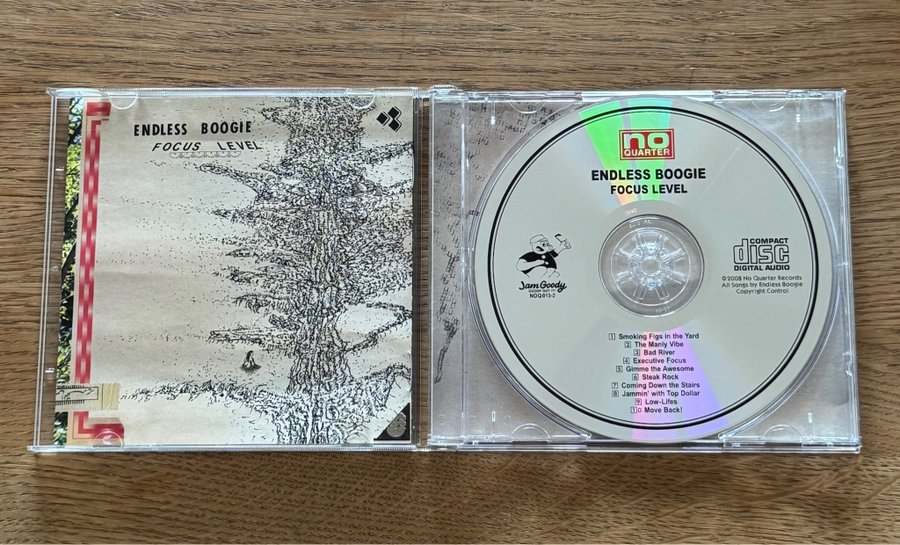 ENDLESS BOOGIE
FOCUS LEVEL
no
QUARTER
ENDLESS BOOGIE
FOCUS LEVEL
COMPACT
disc
DIGITAL AUDIO
℗2008 No Quarter Records
All Songs by Endless Boogie
Copyright Control
Jam Goody
NOQ013-2
1 Smoking Figs in the Yard
2 The Manly Vibe
3 Bad River
4 Executive Focus
5 Gimme the Awesome
6 Steak Rock
7 Coming Down the Stairs
8 Jammin' with Top Dollar
9 Low-Lifes
10 Move Back!